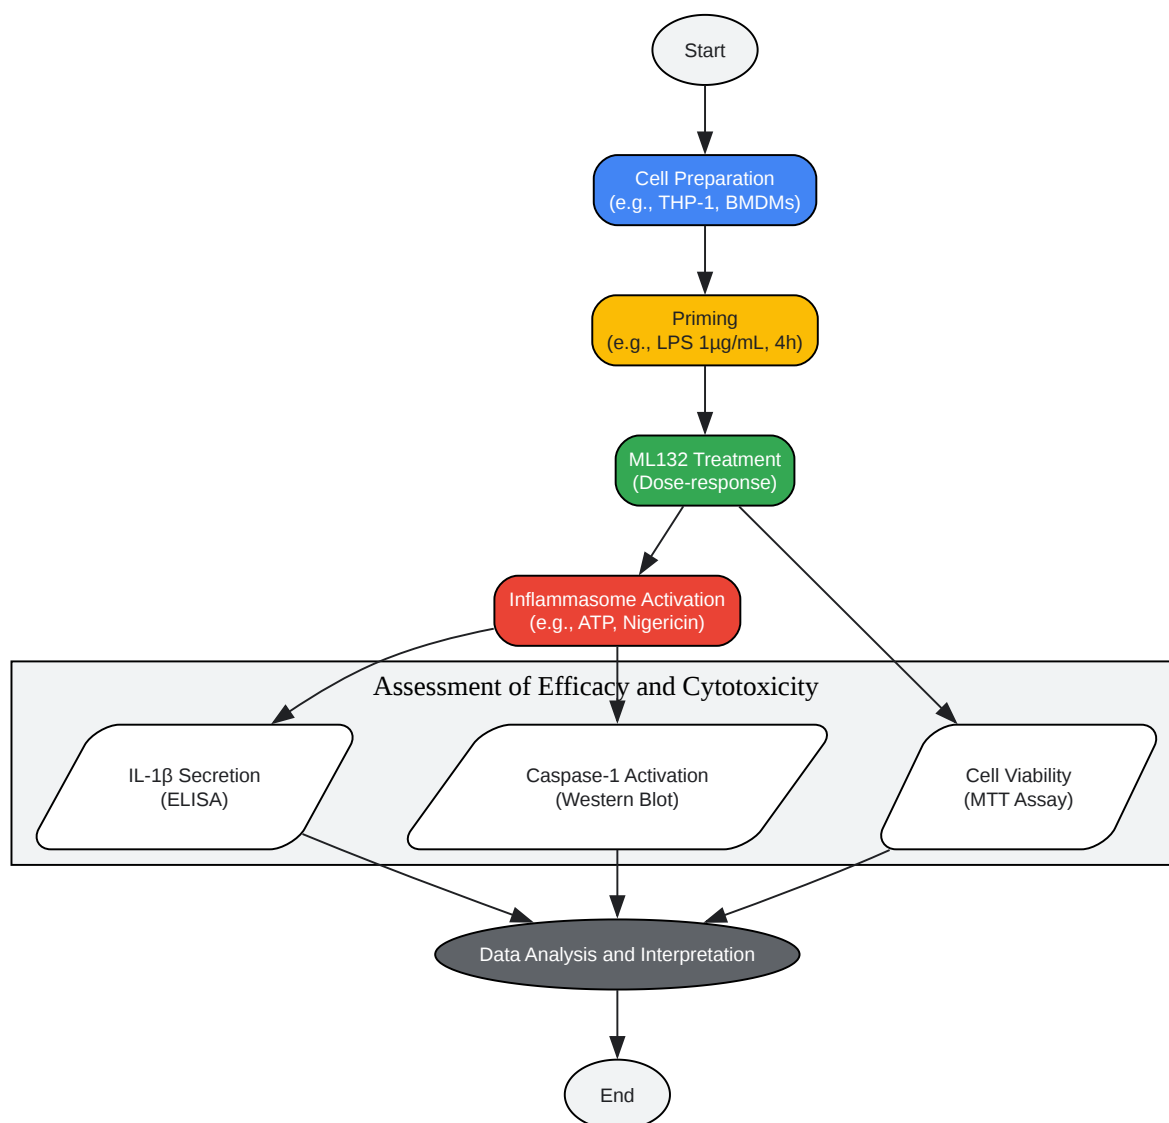 Start
Cell Preparation
(e.g., THP-1, BMDMs)
Priming
(e.g., LPS 1µg/mL, 4h)
ML132 Treatment
(Dose-response)
Inflammasome Activation
(e.g., ATP, Nigericin)
Assessment of Efficacy and Cytotoxicity
IL-1β Secretion
(ELISA)
Caspase-1 Activation
(Western Blot)
Cell Viability
(MTT Assay)
Data Analysis and Interpretation
End